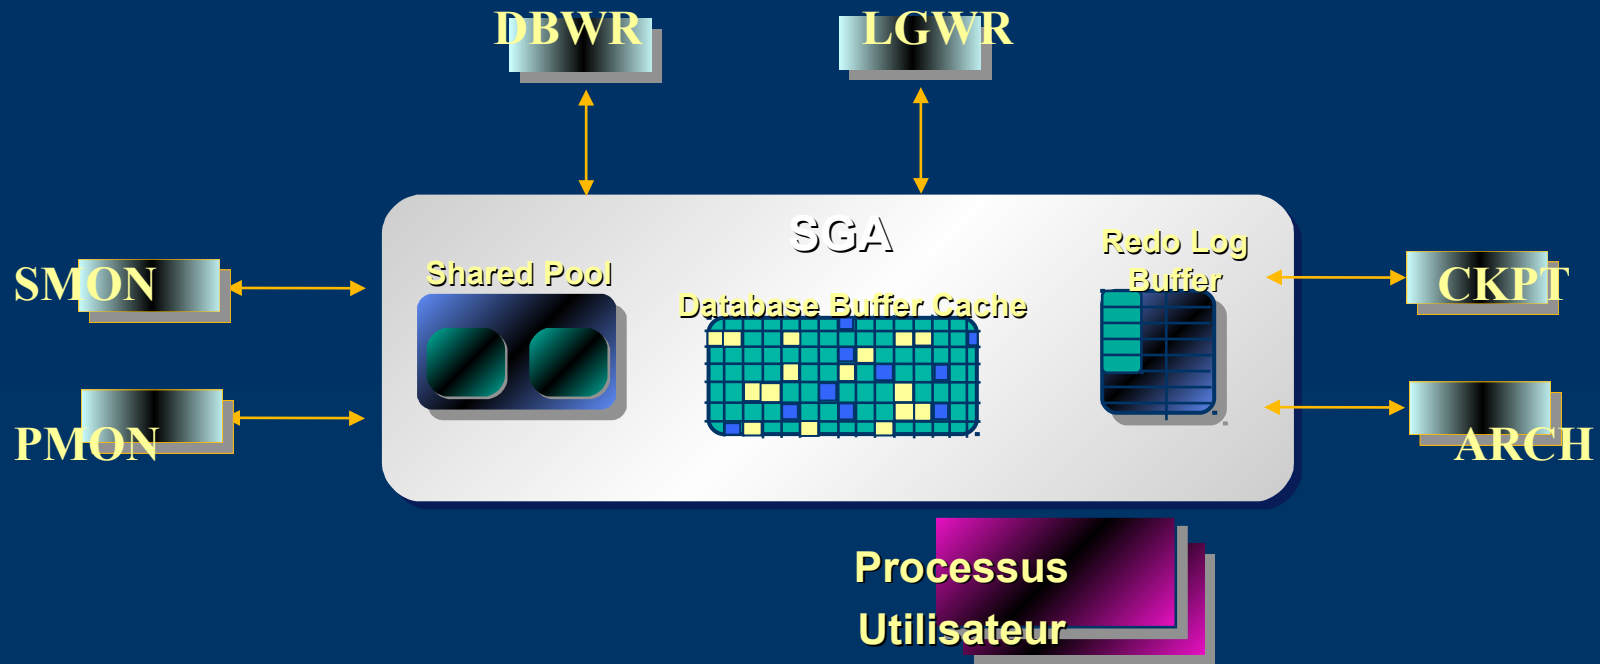 DBWR
LGWR
SGA
Redo Log
Buffer
Shared Pool
Database Buffer Cache
SMON
CKPT
PMON
ARCH
Processus
Utilisateur